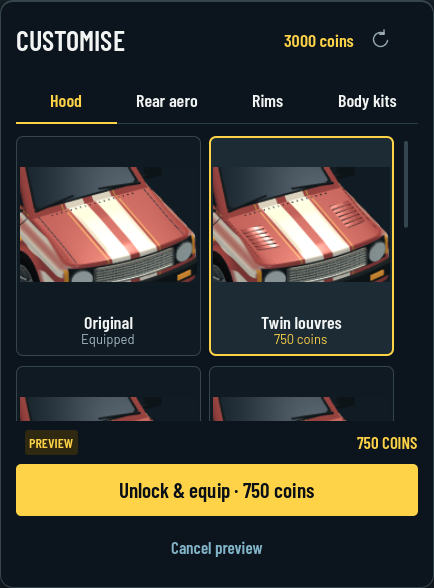 CUSTOMISE
3000 coins
Hood
Rear aero
Rims
Body kits
Original
Equipped
Twin louvres
750 coins
PREVIEW
750 COINS
Unlock & equip · 750 coins
Cancel preview